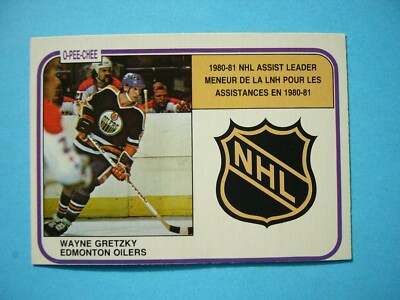 O-PEE-CHEE
1980-81 NHL ASSIST LEADER
MENEUR DE LA LNH POUR LES
ASSISTANCES EN 1980-81
NHL
WAYNE GRETZKY
EDMONTON OILERS